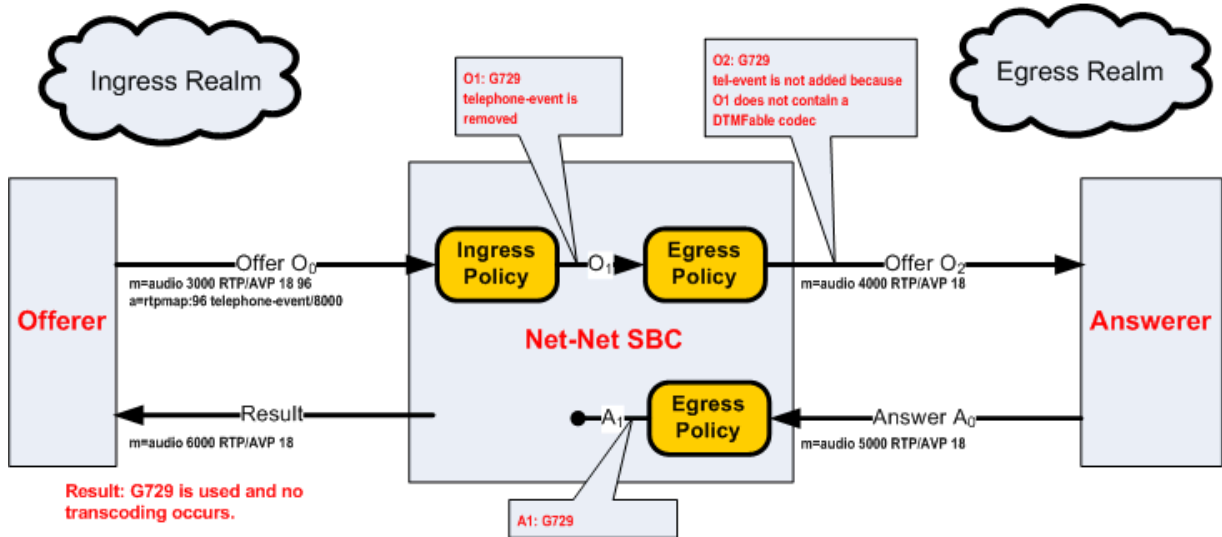 Ingress Realm
Egress Realm
O1: G729
telephone-event is
removed
O2: G729
tel-event is not added because
O1 does not contain a
DTMFable codec
Offerer
Offer O0
m=audio 3000 RTP/AVP 18 96
a=rtpmap:96 telephone-event/8000
Ingress
Policy
O1
Egress
Policy
Offer O2
m=audio 4000 RTP/AVP 18
Answerer
Net-Net SBC
Result
m=audio 6000 RTP/AVP 18
A1
Egress
Policy
Answer A0
m=audio 5000 RTP/AVP 18
Result: G729 is used and no
transcoding occurs.
A1: G729